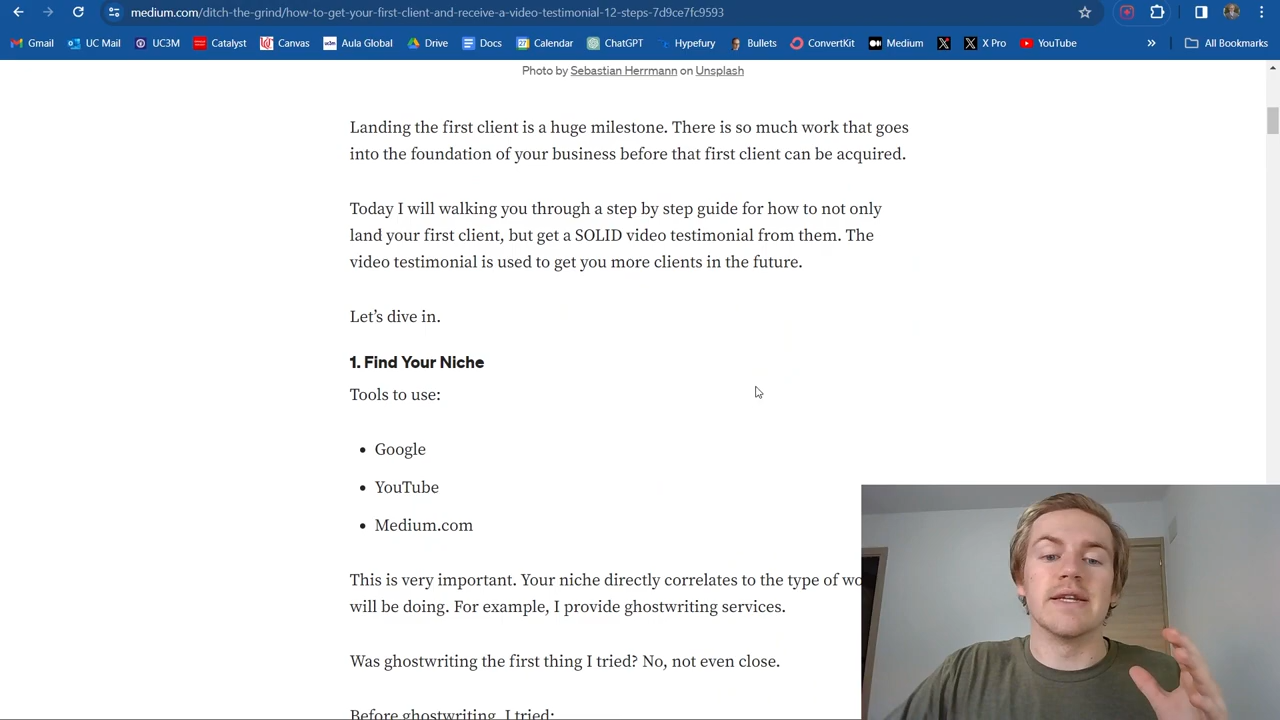 medium.com/ditch-the-grind/how-to-get-your-first-client-and-receive-a-video-testimonial-12-steps-7d9ce7fc9593
Gmail UC Mail UC3M Catalyst Canvas Aula Global Drive Docs Calendar ChatGPT Hypefury Bullets ConvertKit Medium X Pro YouTube » All Bookmarks
Photo by Sebastian Herrmann on Unsplash
Landing the first client is a huge milestone. There is so much work that goes
into the foundation of your business before that first client can be acquired.
Today I will walking you through a step by step guide for how to not only
land your first client, but get a SOLID video testimonial from them. The
video testimonial is used to get you more clients in the future.
Let's dive in.
1. Find Your Niche
Tools to use:
• Google
• YouTube
• Medium.com
This is very important. Your niche directly correlates to the type of wo
will be doing. For example, I provide ghostwriting services.
Was ghostwriting the first thing I tried? No, not even close.
Before ghostwriting, I tried: